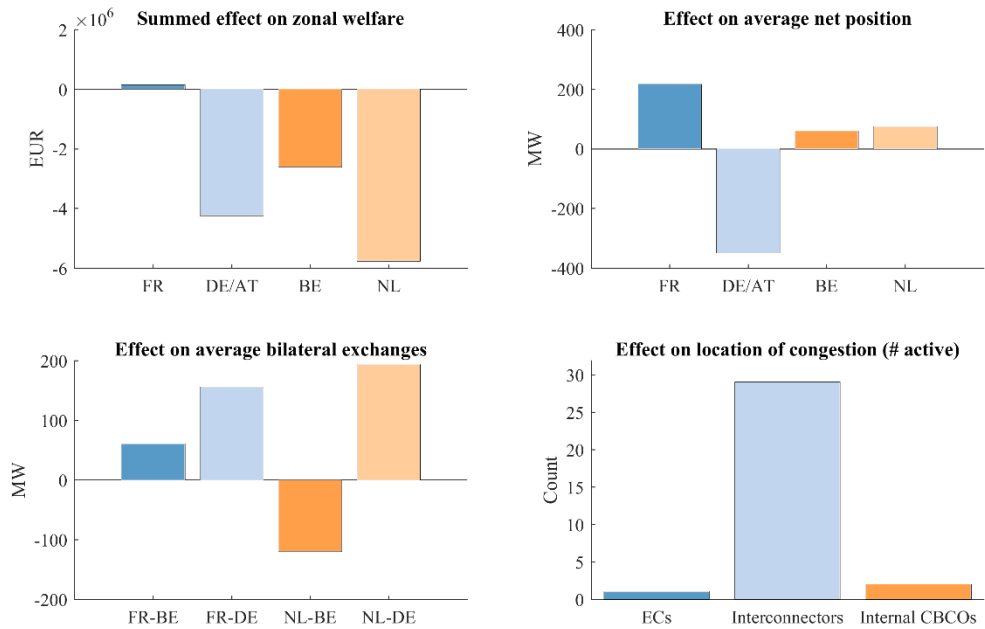 Summed effect on zonal welfare
×10⁶
2
0
-2
-4
-6
EUR
FR DE/AT BE NL
Effect on average net position
400
200
0
-200
-400
MW
FR DE/AT BE NL
Effect on average bilateral exchanges
200
100
0
-100
-200
MW
FR-BE FR-DE NL-BE NL-DE
Effect on location of congestion (# active)
30
25
20
15
10
5
0
Count
ECs Interconnectors Internal CBCOs